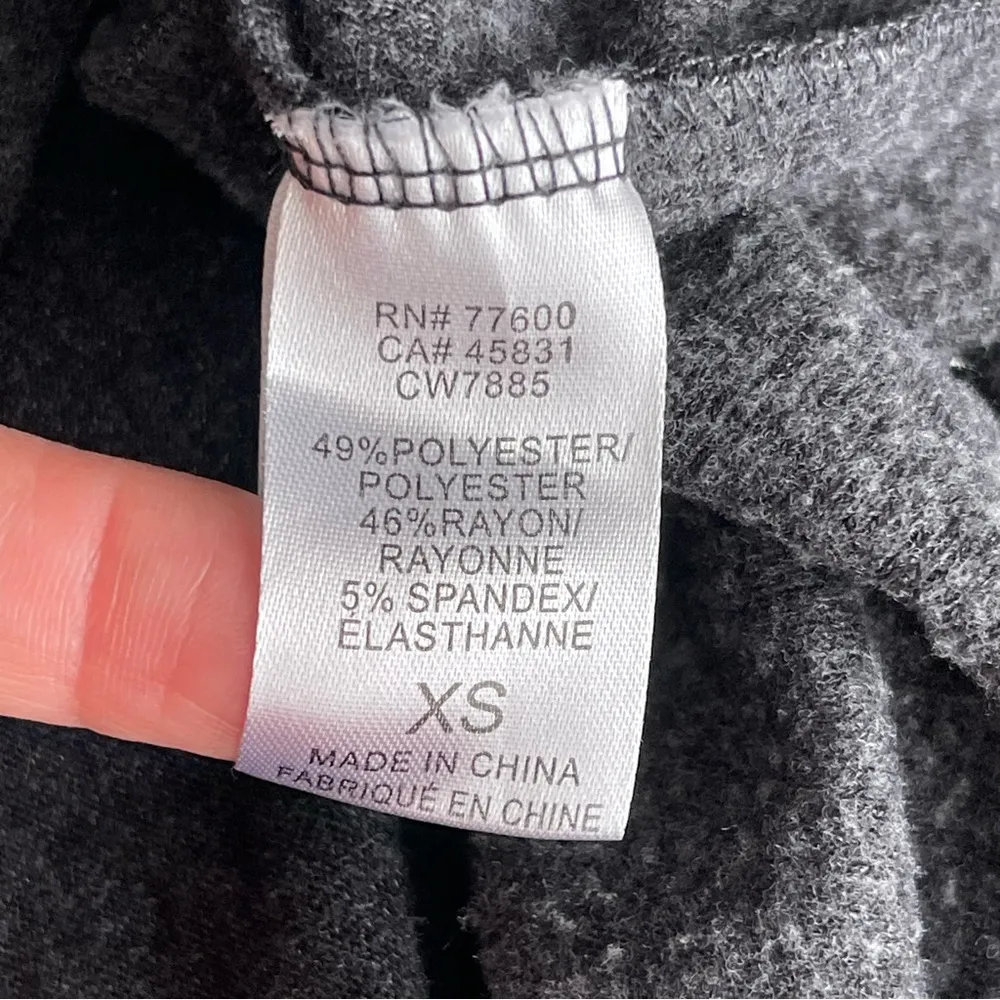 RN# 77600
CA# 45831
CW7885
49%POLYESTER/
POLYESTER
46%RAYON/
RAYONNE
5% SPANDEX/
ÉLASTHANNE
XS
MADE IN CHINA
FABRIQUÉ EN CHINE